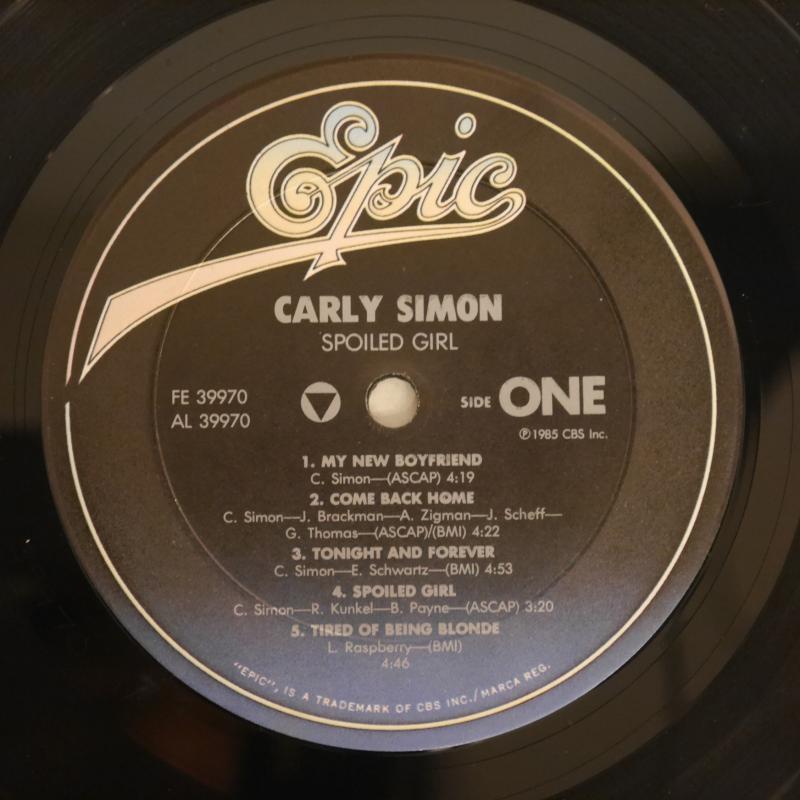 Epic
CARLY SIMON
SPOILED GIRL
FE 39970
AL 39970
SIDE ONE
℗1985 CBS Inc.
1. MY NEW BOYFRIEND
C. Simon—(ASCAP) 4:19
2. COME BACK HOME
C. Simon—J. Brackman—A. Zigman—J. Scheff—
G. Thomas—(ASCAP)/(BMI) 4:22
3. TONIGHT AND FOREVER
C. Simon—E. Schwartz—(BMI) 4:53
4. SPOILED GIRL
C. Simon—R. Kunkel—B. Payne—(ASCAP) 3:20
5. TIRED OF BEING BLONDE
L. Raspberry—(BMI)
4:46
"EPIC", IS A TRADEMARK OF CBS INC./MARCA REG.